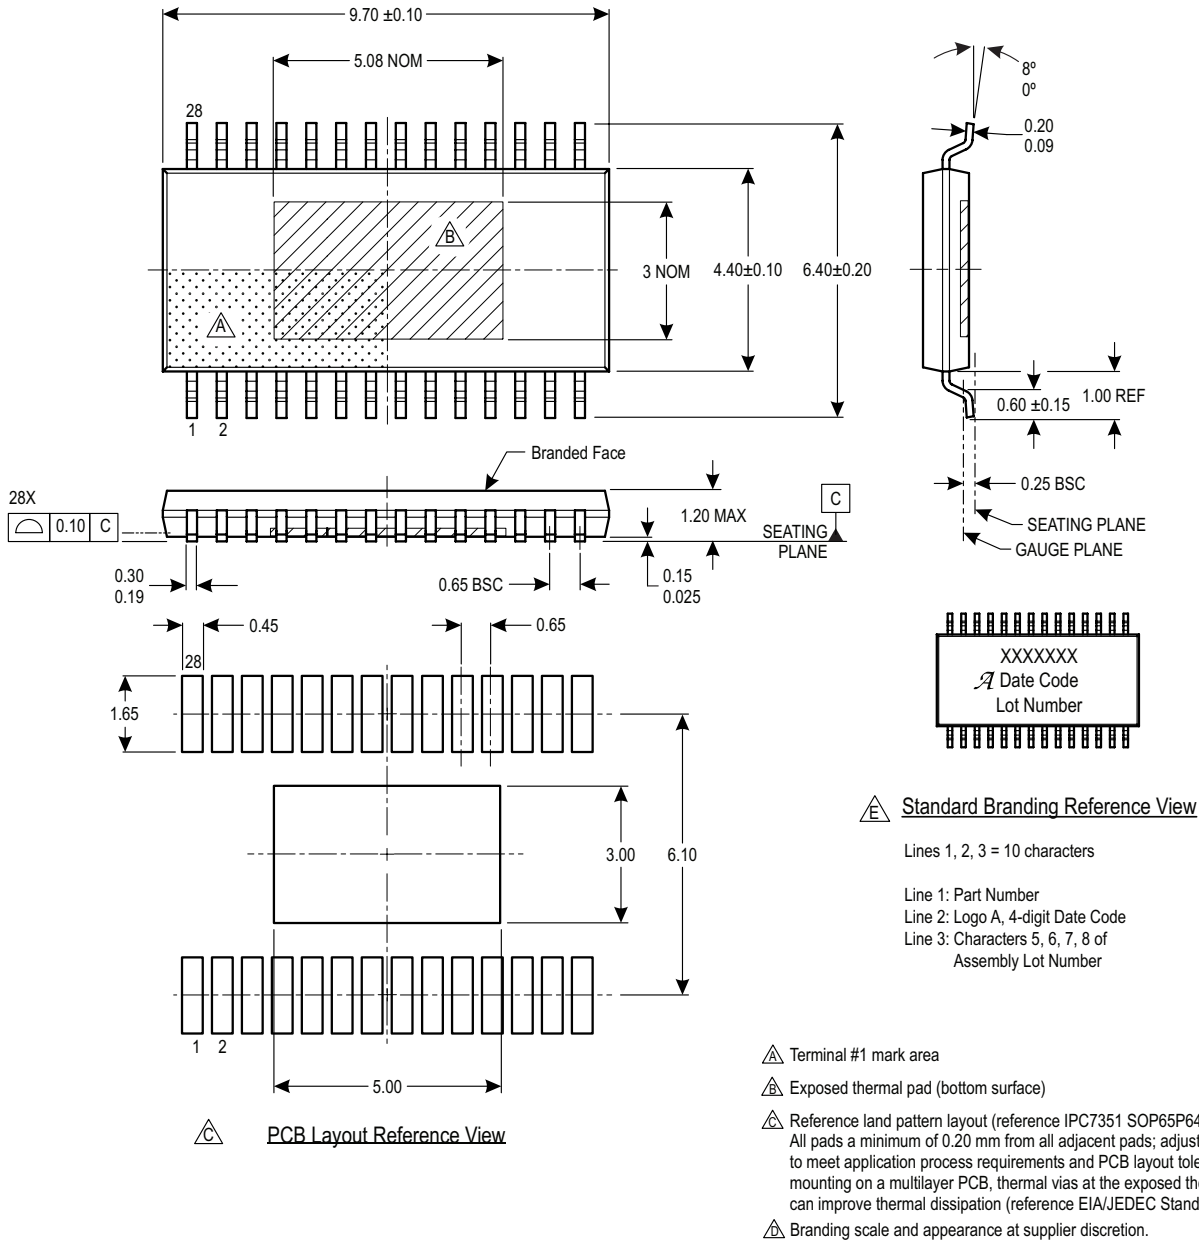 9.70 ±0.10
5.08 NOM
28
B
A
3 NOM
4.40±0.10
6.40±0.20
1 2
8º
0º
0.20
0.09
0.60 ±0.15
1.00 REF
0.25 BSC
SEATING PLANE
GAUGE PLANE
Branded Face
28X
0.10 C
1.20 MAX
C
SEATING
PLANE
0.30
0.19
0.65 BSC
0.15
0.025
0.45
0.65
28
1.65
3.00
6.10
1 2
5.00
C PCB Layout Reference View
XXXXXXX
A Date Code
Lot Number
E Standard Branding Reference View
Lines 1, 2, 3 = 10 characters
Line 1: Part Number
Line 2: Logo A, 4-digit Date Code
Line 3: Characters 5, 6, 7, 8 of
Assembly Lot Number
A Terminal #1 mark area
B Exposed thermal pad (bottom surface)
C Reference land pattern layout (reference IPC7351 SOP65P64
All pads a minimum of 0.20 mm from all adjacent pads; adjust
to meet application process requirements and PCB layout tole
mounting on a multilayer PCB, thermal vias at the exposed the
can improve thermal dissipation (reference EIA/JEDEC Stand
D Branding scale and appearance at supplier discretion.